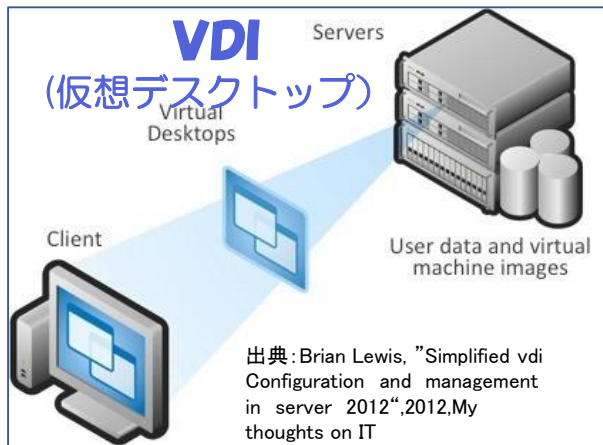 VDI
(仮想デスクトップ)
Servers
Virtual
Desktops
Client
User data and virtual
machine images
出典:Brian Lewis, ”Simplified vdi
Configuration and management
in server 2012“,2012,My
thoughts on IT